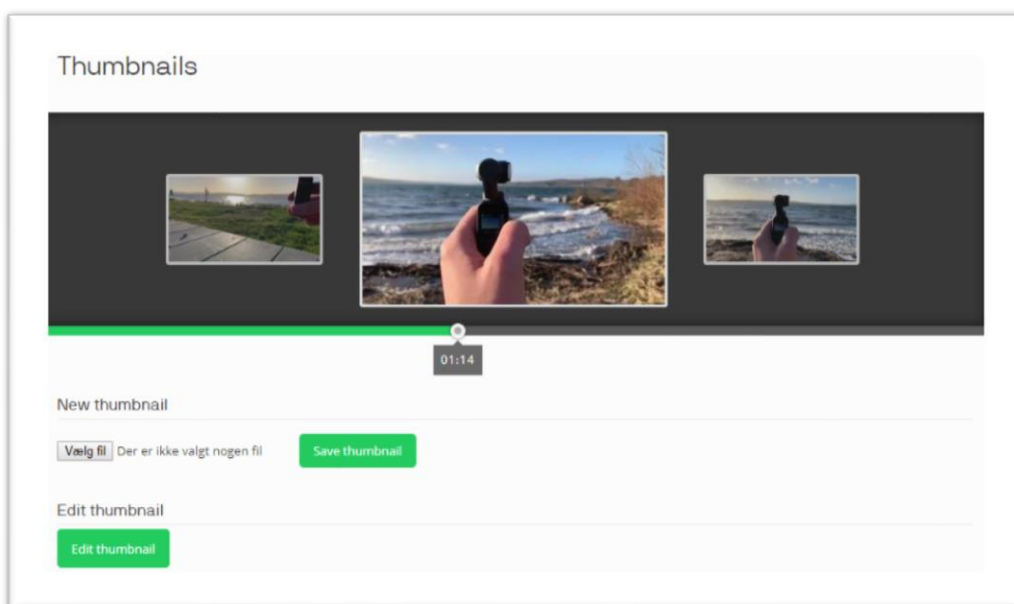 Thumbnails
01:14
New thumbnail
Vælg fil Der er ikke valgt nogen fil Save thumbnail
Edit thumbnail
Edit thumbnail